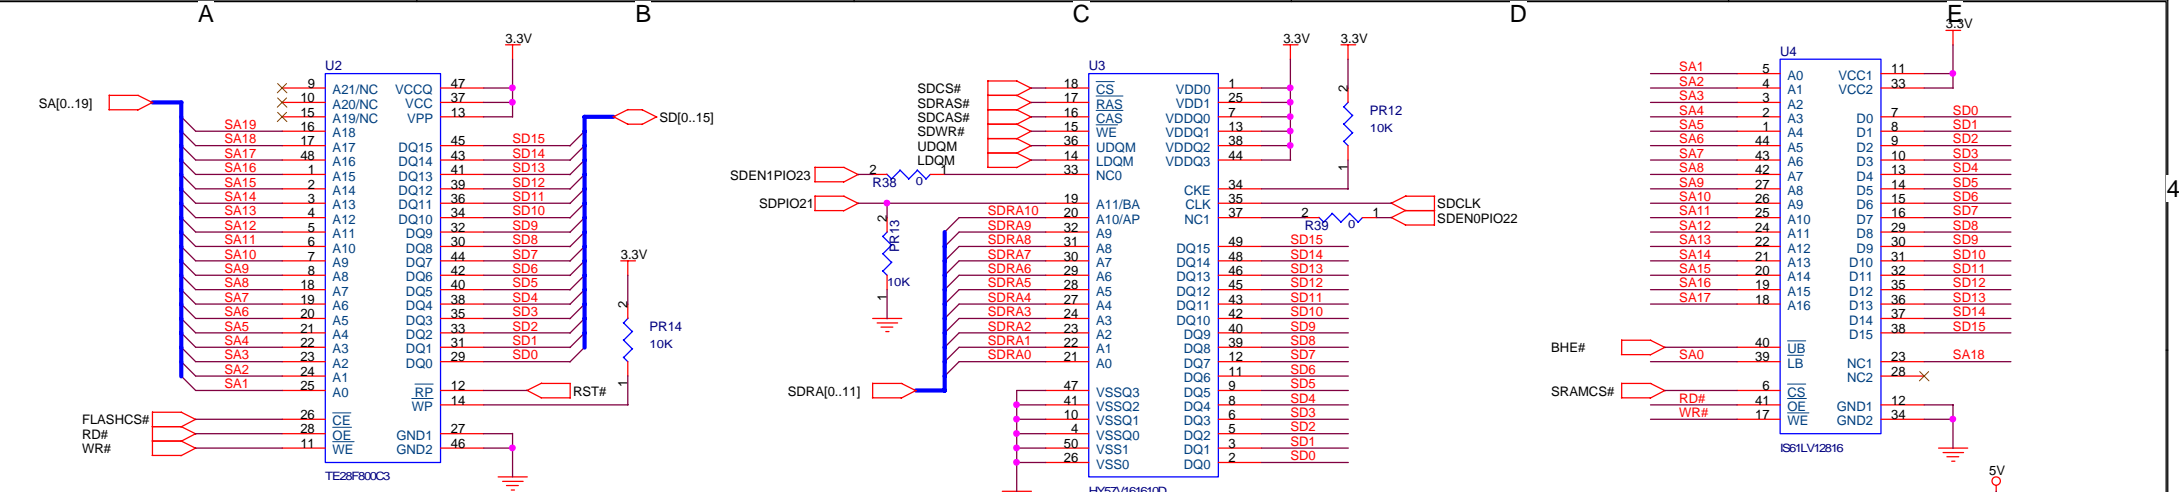 A
B
C
D
E
4
3.3V
U2
SA[0..19]
9 A21/NC VCCQ 47
10 A20/NC VCC 37
15 A19/NC VPP 13
SA19 16 A18
SA18 17 A17 DQ15 45 SD15
SA17 48 A16 DQ14 43 SD14
SA16 1 A15 DQ13 41 SD13
SA15 2 A14 DQ12 39 SD12
SA14 3 A13 DQ11 36 SD11
SA13 4 A12 DQ10 34 SD10
SA12 5 A11 DQ9 32 SD9
SA11 6 A10 DQ8 30 SD8
SA10 7 A9 DQ7 44 SD7
SA9 8 A8 DQ6 42 SD6
SA8 18 A7 DQ5 40 SD5
SA7 19 A6 DQ4 38 SD4
SA6 20 A5 DQ3 35 SD3
SA5 21 A4 DQ2 33 SD2
SA4 22 A3 DQ1 31 SD1
SA3 23 A2 DQ0 29 SD0
SA2 24 A1
SA1 25 A0 RP 12 RST#
WP 14
FLASHCS# 26 CE
RD# 28 OE GND1 27
WR# 11 WE GND2 46
TE28F800C3
SD[0..15]
3.3V
2
PR14
10K
1
3.3V
3.3V
U3
SDCS# 18 CS VDD0 1
SDRAS# 17 RAS VDD1 25
SDCAS# 16 CAS VDDQ0 7
SDWR# 15 WE VDDQ1 13
UDQM 36 UDQM VDDQ2 38
LDQM 14 LDQM VDDQ3 44
2
PR12
10K
1
SDEN1PIO23 2 R38 0 1 33 NC0
CKE 34
SDPIO21 19 A11/BA CLK 35 SDCLK
SDRA10 20 A10/AP NC1 37 2 R39 0 1 SDEN0PIO22
2
PR13
10K
1
SDRA9 32 A9
SDRA8 31 A8 DQ15 49 SD15
SDRA7 30 A7 DQ14 48 SD14
SDRA6 29 A6 DQ13 46 SD13
SDRA5 28 A5 DQ12 45 SD12
SDRA4 27 A4 DQ11 43 SD11
SDRA3 24 A3 DQ10 42 SD10
SDRA2 23 A2 DQ9 40 SD9
SDRA1 22 A1 DQ8 39 SD8
SDRA0 21 A0 DQ7 12 SD7
DQ6 11 SD6
SDRA[0..11]
47 VSSQ3 DQ5 9 SD5
41 VSSQ2 DQ4 8 SD4
10 VSSQ1 DQ3 6 SD3
4 VSSQ0 DQ2 5 SD2
50 VSS1 DQ1 3 SD1
26 VSS0 DQ0 2 SD0
HY57V161610D
3.3V
U4
SA1 5 A0 VCC1 11
SA2 4 A1 VCC2 33
SA3 3 A2
SA4 2 A3 D0 7 SD0
SA5 1 A4 D1 8 SD1
SA6 44 A5 D2 9 SD2
SA7 43 A6 D3 10 SD3
SA8 42 A7 D4 13 SD4
SA9 27 A8 D5 14 SD5
SA10 26 A9 D6 15 SD6
SA11 25 A10 D7 16 SD7
SA12 24 A11 D8 29 SD8
SA13 22 A12 D9 30 SD9
SA14 21 A13 D10 31 SD10
SA15 20 A14 D11 32 SD11
SA16 19 A15 D12 35 SD12
SA17 18 A16 D13 36 SD13
D14 37 SD14
D15 38 SD15
BHE# 40 UB
SA0 39 LB NC1 23 SA18
NC2 28
SRAMCS# 6 CS
RD# 41 OE GND1 12
WR# 17 WE GND2 34
IS61LV12816
5V